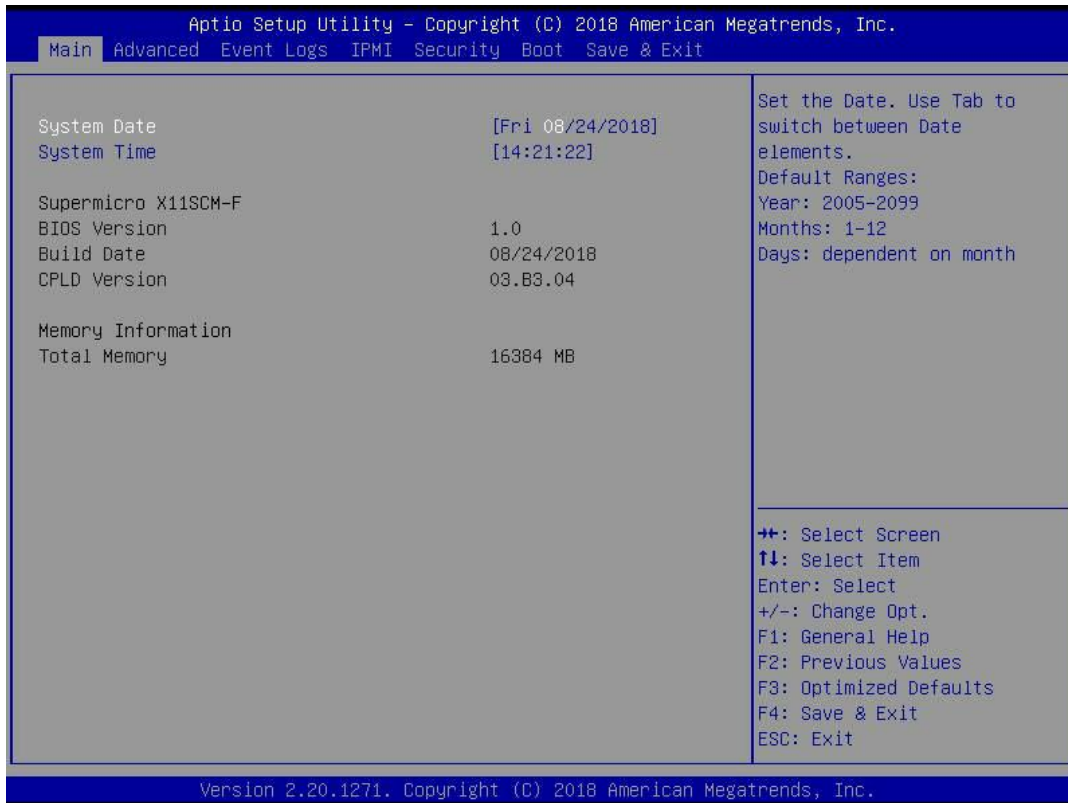 Aptio Setup Utility – Copyright (C) 2018 American Megatrends, Inc.
Main Advanced Event Logs IPMI Security Boot Save & Exit
System Date [Fri 08/24/2018]
System Time [14:21:22]
Supermicro X11SCM-F
BIOS Version 1.0
Build Date 08/24/2018
CPLD Version 03.B3.04
Memory Information
Total Memory 16384 MB
Set the Date. Use Tab to
switch between Date
elements.
Default Ranges:
Year: 2005-2099
Months: 1-12
Days: dependent on month
→←: Select Screen
↑↓: Select Item
Enter: Select
+/-: Change Opt.
F1: General Help
F2: Previous Values
F3: Optimized Defaults
F4: Save & Exit
ESC: Exit
Version 2.20.1271. Copyright (C) 2018 American Megatrends, Inc.